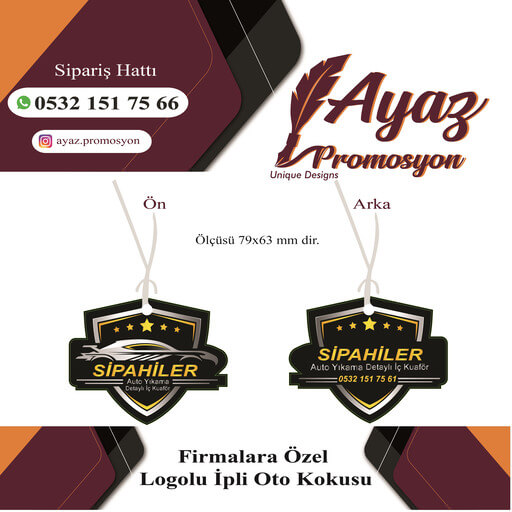 Sipariş Hattı
0532 151 75 66
ayaz.promosyon
Ayaz
Promosyon
Unique Designs
Ön
Arka
Ölçüsü 79x63 mm dir.
SİPAHİLER
Auto Yıkama
Detaylı İç Kuaför
SİPAHİLER
Auto Yıkama Detaylı İç Kuaför
0532 151 75 61
Firmalara Özel
Logolu İpli Oto Kokusu